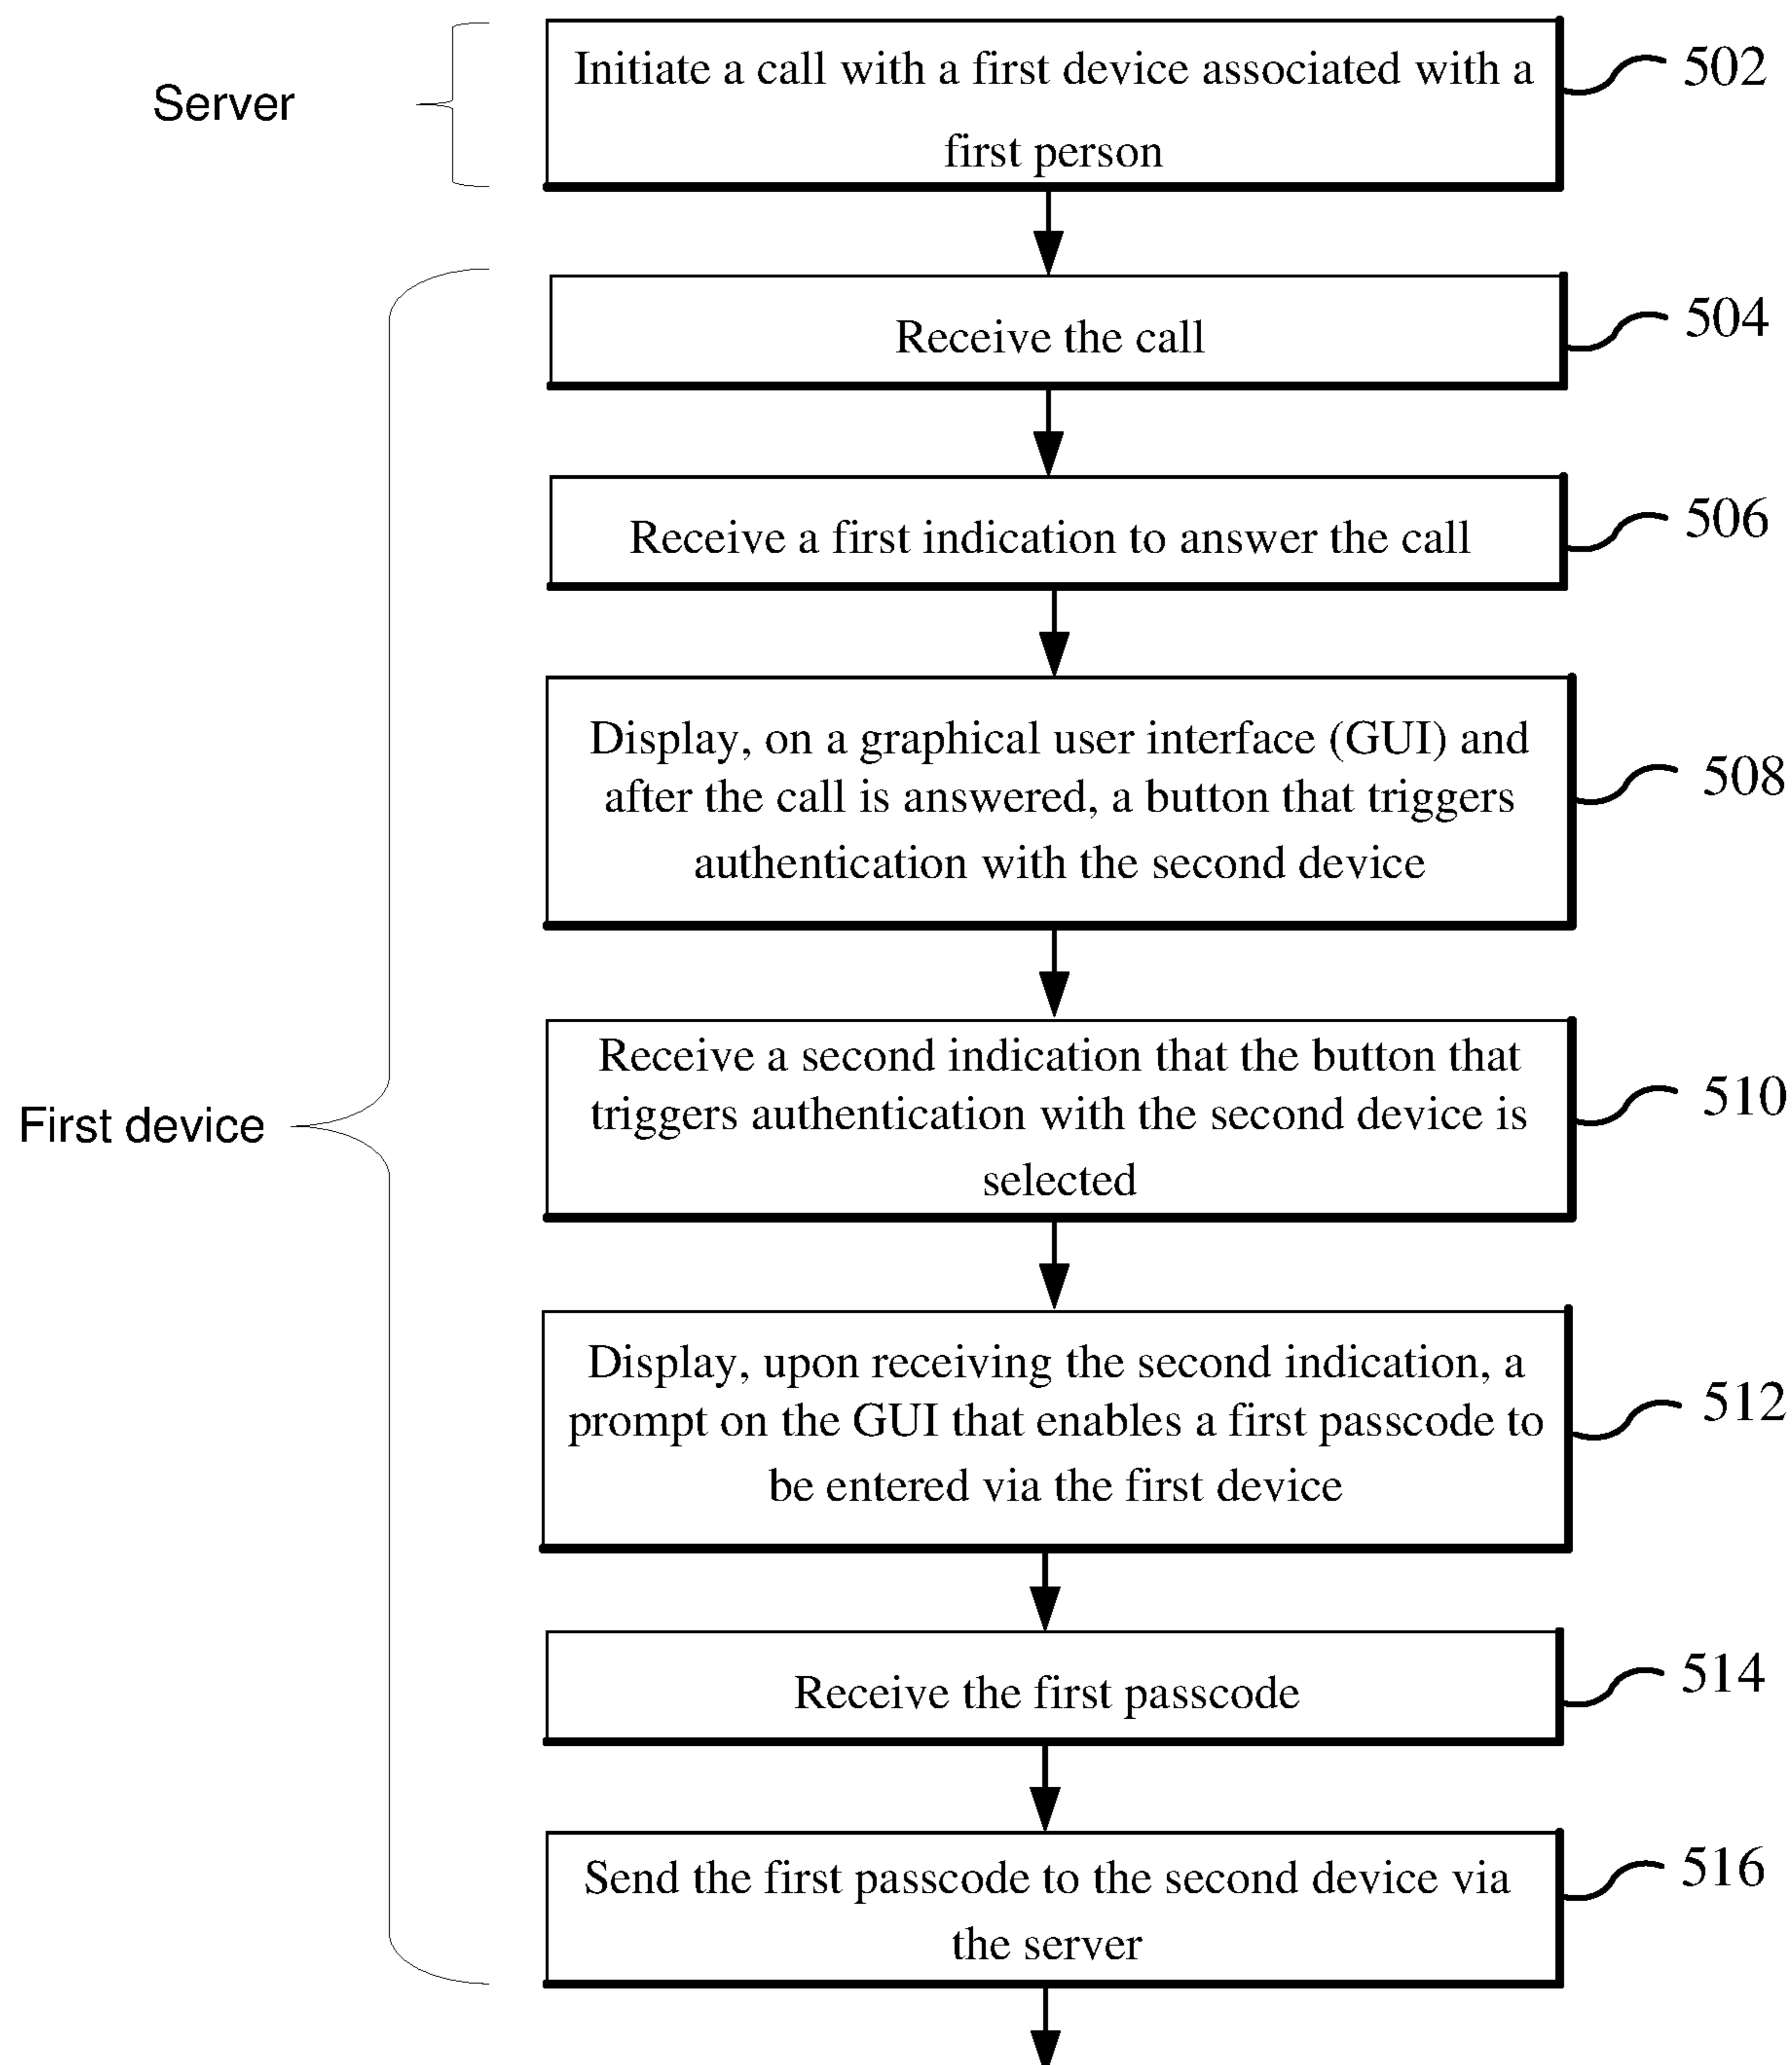 Server
Initiate a call with a first device associated with a
first person
502
Receive the call
504
Receive a first indication to answer the call
506
Display, on a graphical user interface (GUI) and
after the call is answered, a button that triggers
authentication with the second device
508
First device
Receive a second indication that the button that
triggers authentication with the second device is
selected
510
Display, upon receiving the second indication, a
prompt on the GUI that enables a first passcode to
be entered via the first device
512
Receive the first passcode
514
Send the first passcode to the second device via
the server
516